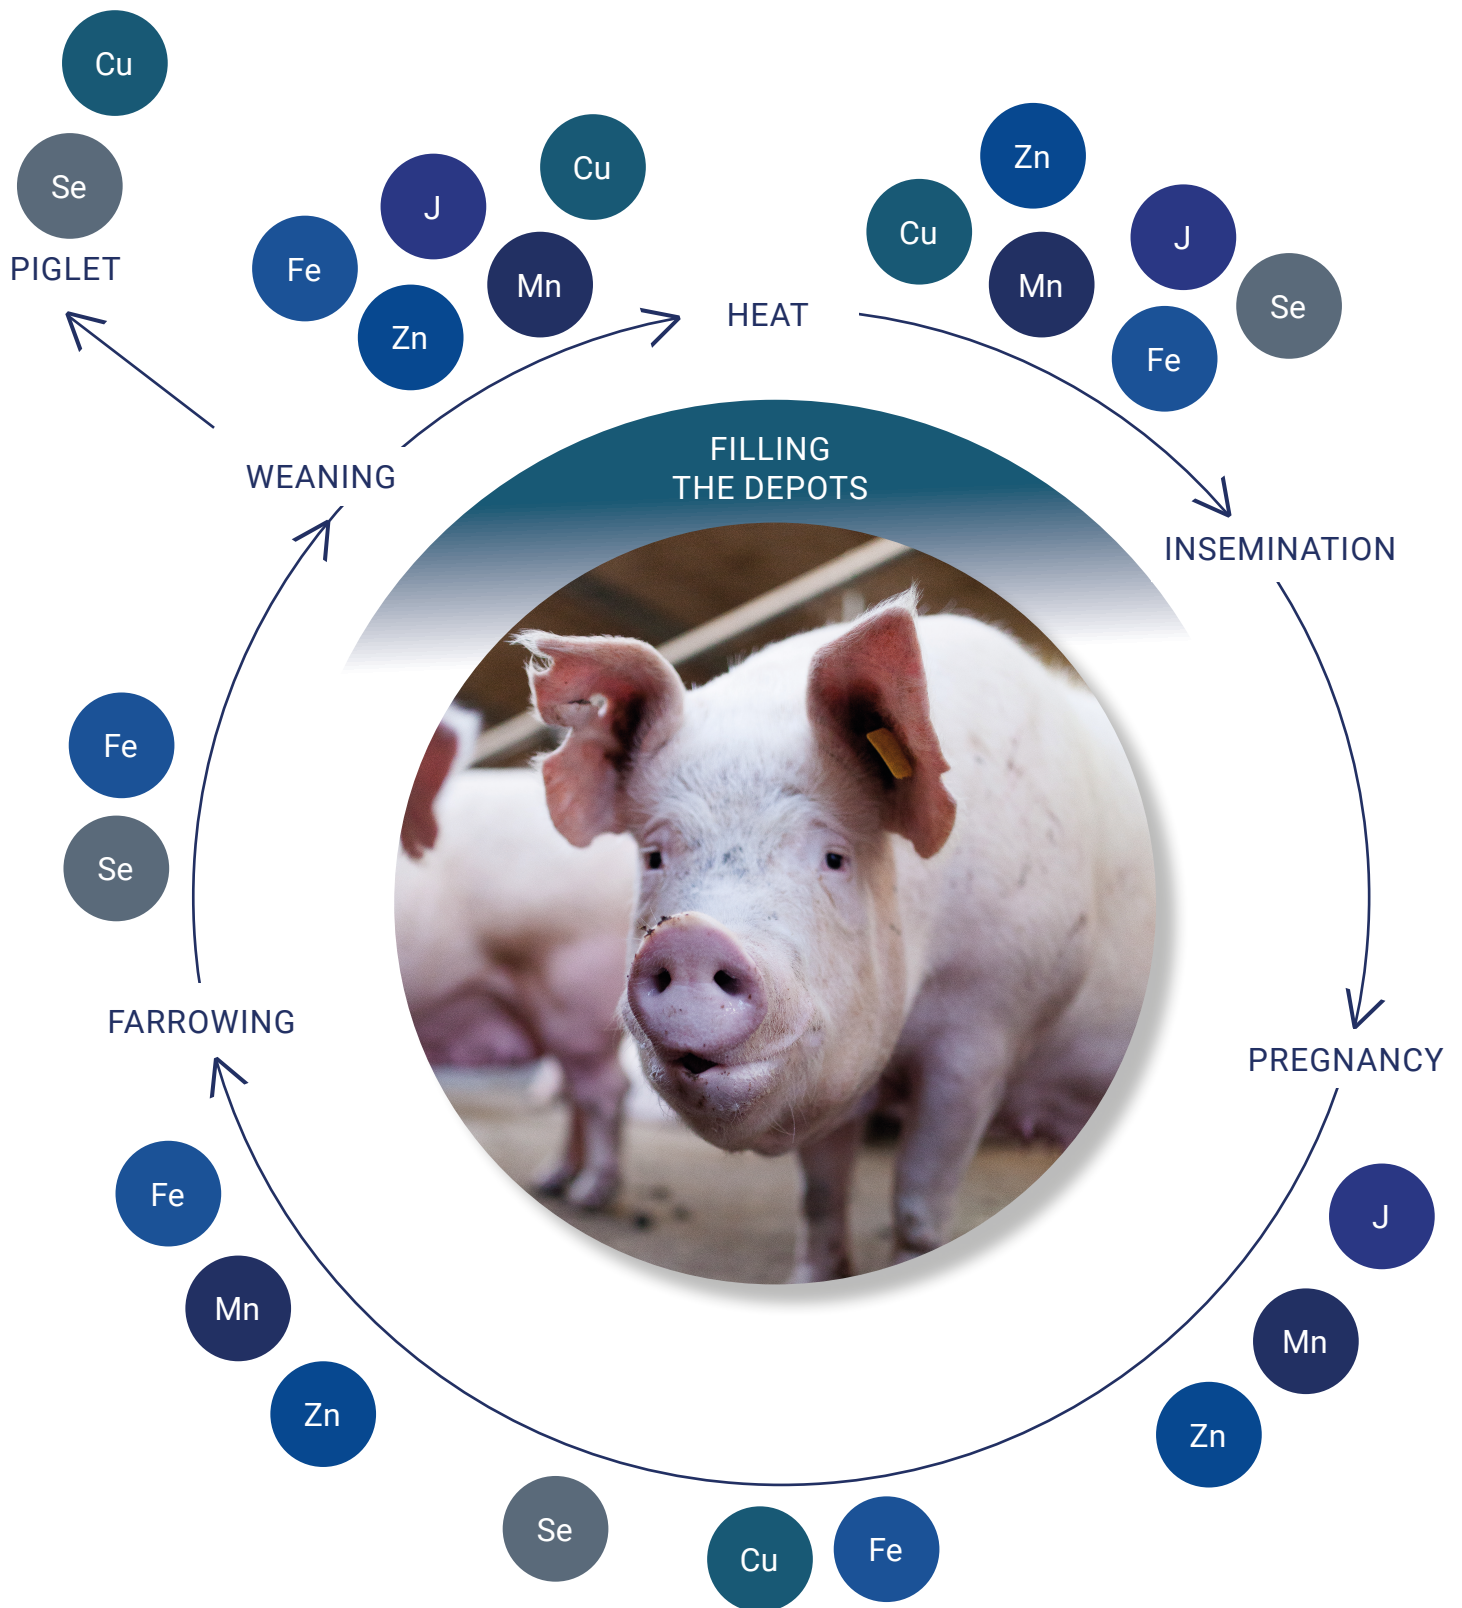 Cu
Se
PIGLET
Fe
J
Cu
Zn
Mn
HEAT
Cu
Zn
Mn
J
Fe
Se
WEANING
FILLING
THE DEPOTS
INSEMINATION
Fe
Se
FARROWING
PREGNANCY
Fe
Mn
Zn
Se
Cu
Fe
Zn
Mn
J